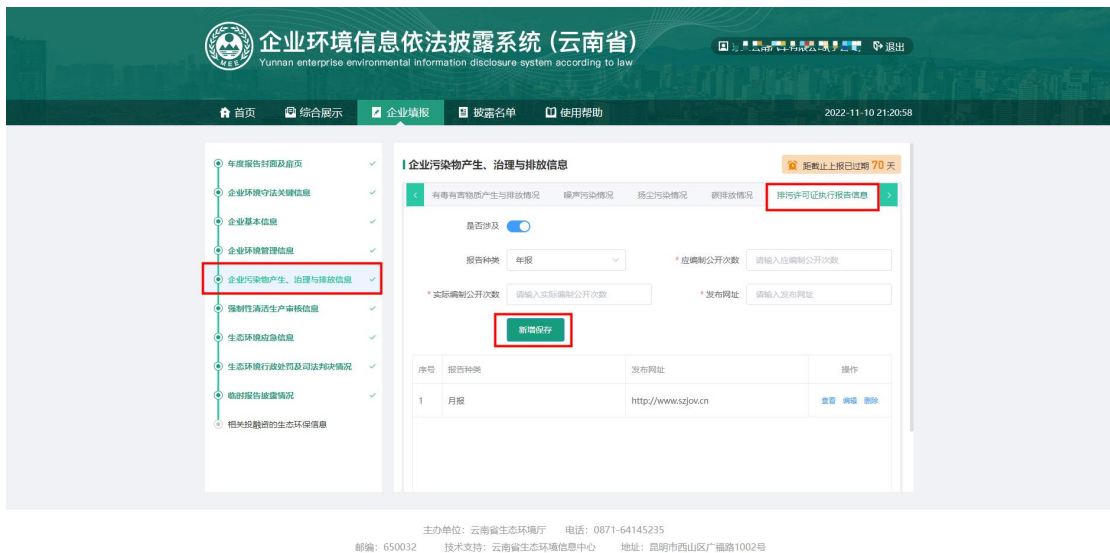 企业环境信息依法披露系统 (云南省)
Yunnan enterprise environmental information disclosure system according to law
退出
首页 综合展示 企业填报 披露名单 使用帮助 2022-11-10 21:20:58
年度报告封面及扉页
企业环境守法关键信息
企业基本信息
企业环境管理信息
企业污染物产生、治理与排放信息
强制性清洁生产审核信息
生态环境应急信息
生态环境行政处罚及司法判决情况
临时报告披露情况
相关投融资的生态环保信息
企业污染物产生、治理与排放信息 距截止上报已过期 70 天
< 有毒有害物质产生与排放情况 噪声污染情况 扬尘污染情况 碳排放情况 排污许可证执行报告信息 >
是否涉及
报告种类 年报 * 应编制公开次数 请输入应编制公开次数
* 实际编制公开次数 请输入实际编制公开次数 * 发布网址 请输入发布网址
新增保存
序号 报告种类 发布网址 操作
1 月报 http://www.szjov.cn 查看 编辑 删除
主办单位：云南省生态环境厅 电话：0871-64145235
邮编：650032 技术支持：云南省生态环境信息中心 地址：昆明市西山区广福路1002号